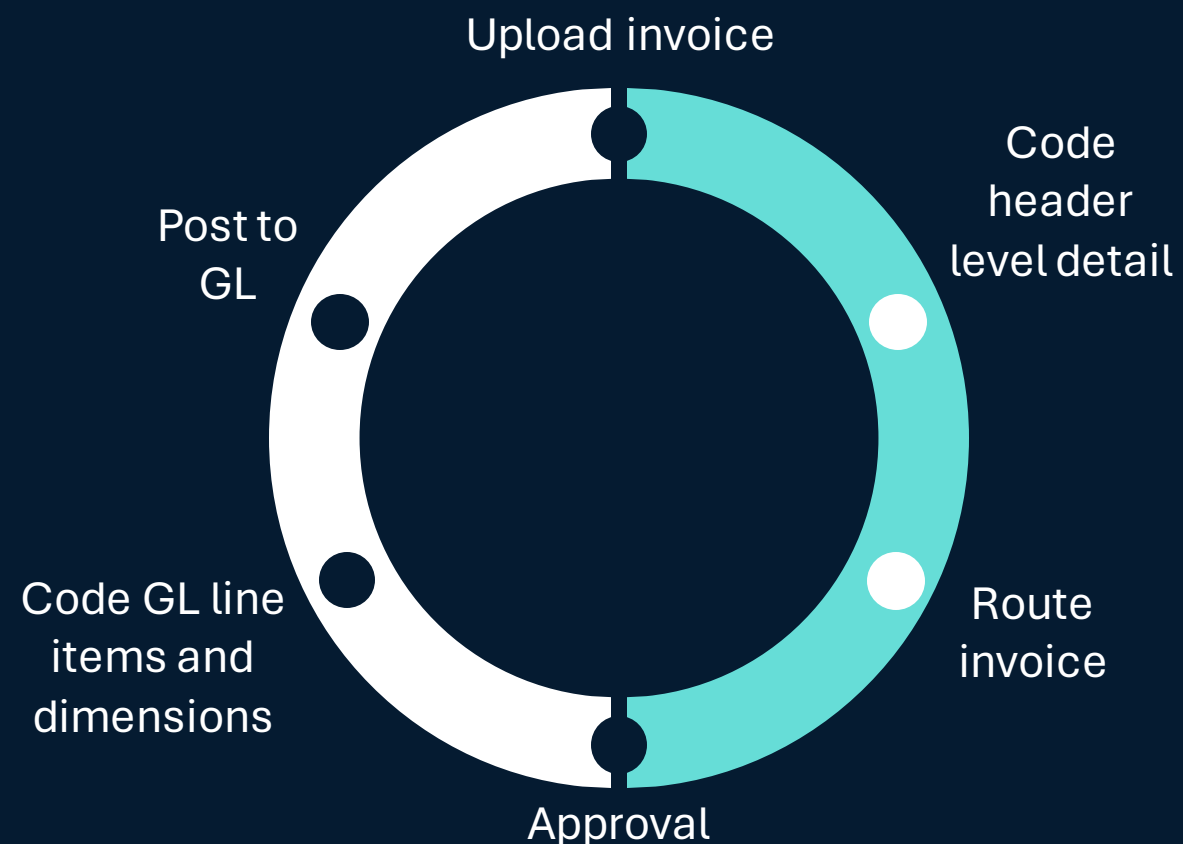 Upload invoice
Code
header
level detail
Route
invoice
Approval
Code GL line
items and
dimensions
Post to
GL